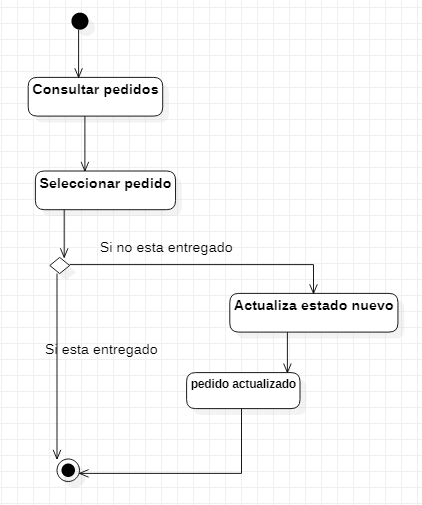 Consultar pedidos
Seleccionar pedido
Si no esta entregado
Actualiza estado nuevo
Si esta entregado
pedido actualizado